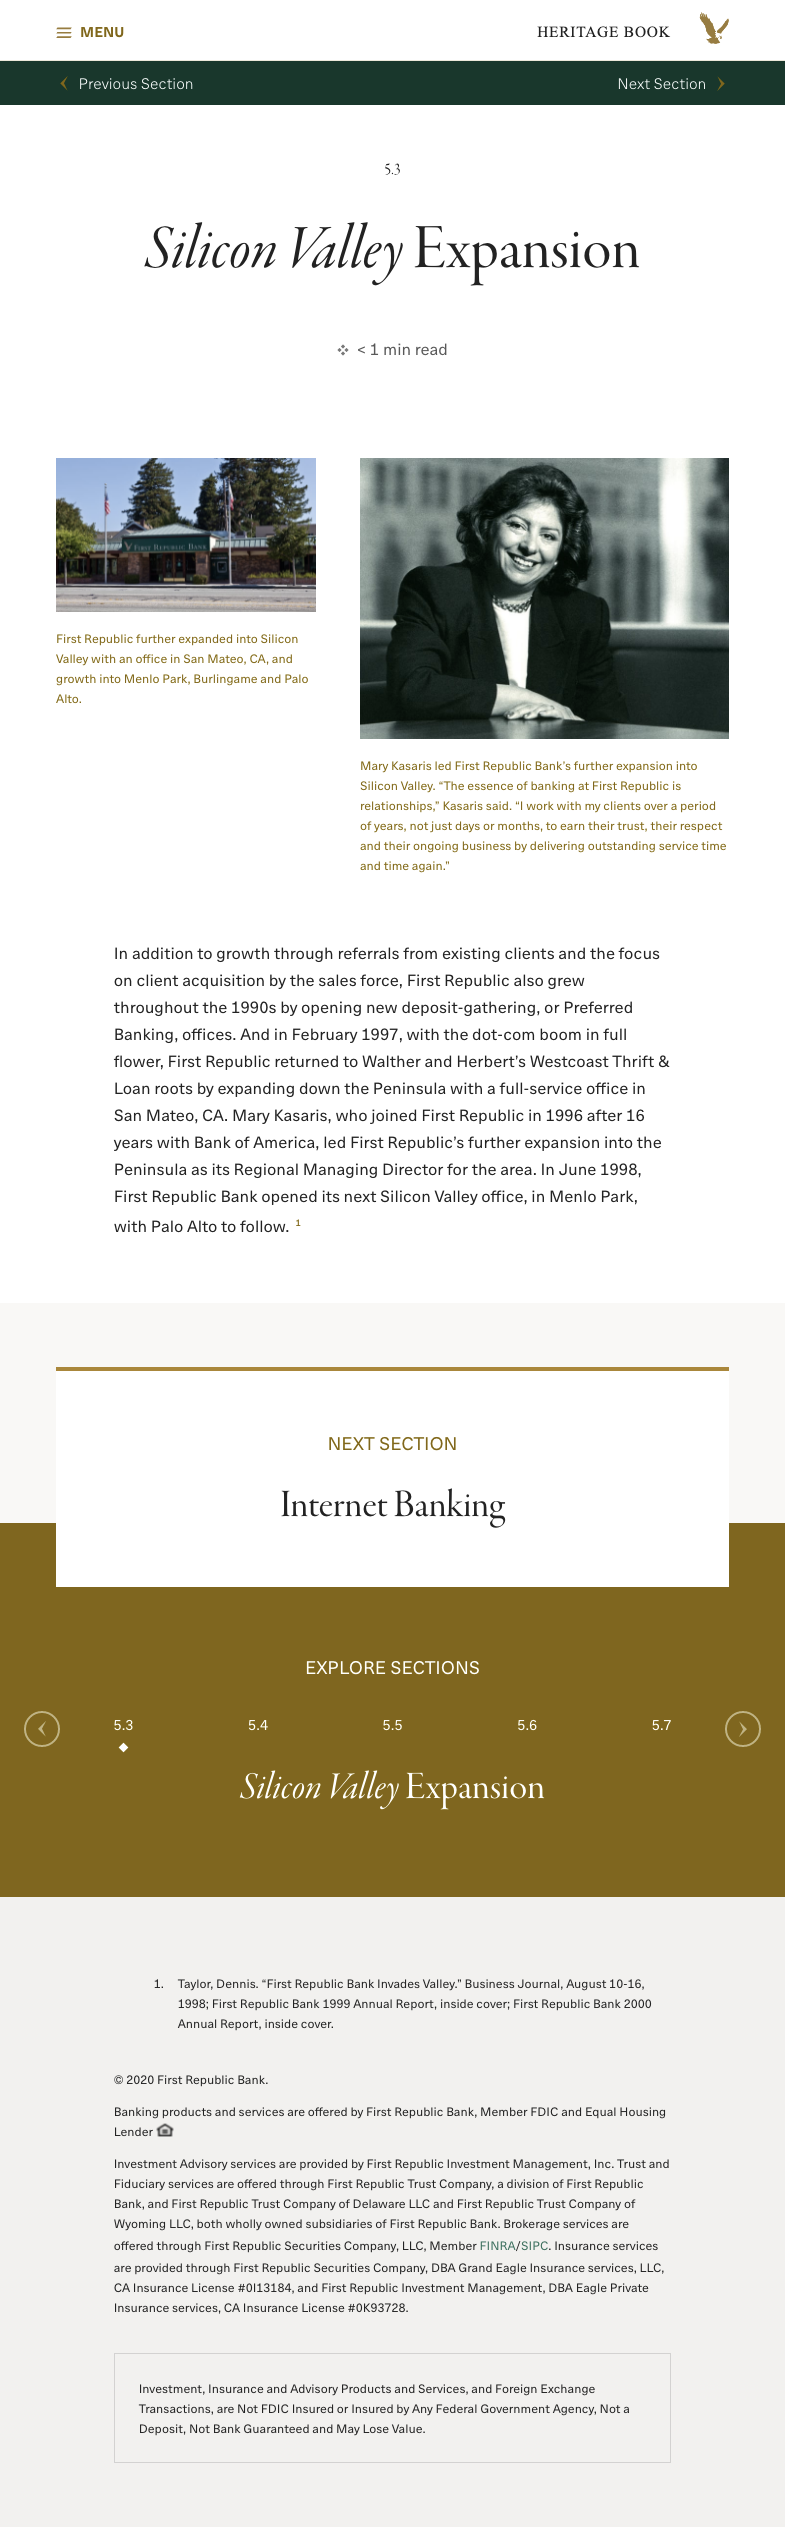 MENU
HERITAGE BOOK
Previous Section
Next Section
5.3
Silicon Valley Expansion
< 1 min read
FIRST REPUBLIC BANK
First Republic further expanded into Silicon
Valley with an office in San Mateo, CA, and
growth into Menlo Park, Burlingame and Palo
Alto.
Mary Kasaris led First Republic Bank’s further expansion into
Silicon Valley. “The essence of banking at First Republic is
relationships,” Kasaris said. “I work with my clients over a period
of years, not just days or months, to earn their trust, their respect
and their ongoing business by delivering outstanding service time
and time again.”
In addition to growth through referrals from existing clients and the focus
on client acquisition by the sales force, First Republic also grew
throughout the 1990s by opening new deposit-gathering, or Preferred
Banking, offices. And in February 1997, with the dot-com boom in full
flower, First Republic returned to Walther and Herbert’s Westcoast Thrift &
Loan roots by expanding down the Peninsula with a full-service office in
San Mateo, CA. Mary Kasaris, who joined First Republic in 1996 after 16
years with Bank of America, led First Republic’s further expansion into the
Peninsula as its Regional Managing Director for the area. In June 1998,
First Republic Bank opened its next Silicon Valley office, in Menlo Park,
with Palo Alto to follow. 1
NEXT SECTION
Internet Banking
EXPLORE SECTIONS
5.3 5.4 5.5 5.6 5.7
Silicon Valley Expansion
1. Taylor, Dennis. “First Republic Bank Invades Valley.” Business Journal, August 10-16,
1998; First Republic Bank 1999 Annual Report, inside cover; First Republic Bank 2000
Annual Report, inside cover.
© 2020 First Republic Bank.
Banking products and services are offered by First Republic Bank, Member FDIC and Equal Housing
Lender
Investment Advisory services are provided by First Republic Investment Management, Inc. Trust and
Fiduciary services are offered through First Republic Trust Company, a division of First Republic
Bank, and First Republic Trust Company of Delaware LLC and First Republic Trust Company of
Wyoming LLC, both wholly owned subsidiaries of First Republic Bank. Brokerage services are
offered through First Republic Securities Company, LLC, Member FINRA/SIPC. Insurance services
are provided through First Republic Securities Company, DBA Grand Eagle Insurance services, LLC,
CA Insurance License #0I13184, and First Republic Investment Management, DBA Eagle Private
Insurance services, CA Insurance License #0K93728.
Investment, Insurance and Advisory Products and Services, and Foreign Exchange
Transactions, are Not FDIC Insured or Insured by Any Federal Government Agency, Not a
Deposit, Not Bank Guaranteed and May Lose Value.